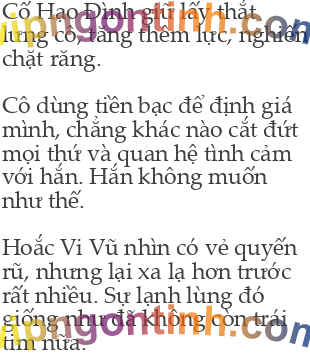 Cố Hạo Đình giữ lấy thắt
lưng cô, tăng thêm lực, nghiến
chặt răng.
Cô dùng tiền bạc để định giá
mình, chẳng khác nào cắt đứt
mọi thứ và quan hệ tình cảm
với hắn. Hắn không muốn
như thế.
Hoắc Vi Vũ nhìn có vẻ quyến
rũ, nhưng lại xa lạ hơn trước
rất nhiều. Sự lạnh lùng đó
giống như đã không còn trái
tim nữa.
vipngontinh.com
vipngontinh.com